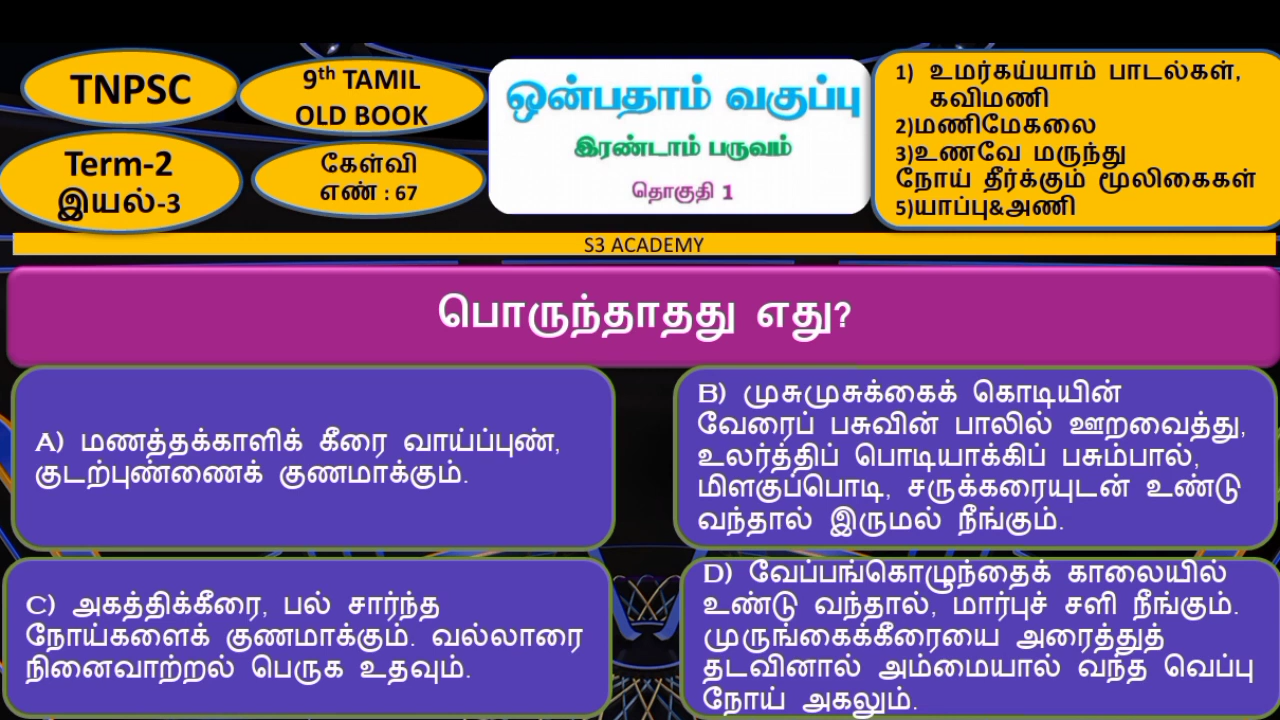 TNPSC
9th TAMIL
OLD BOOK
Term-2
இயல்-3
கேள்வி
எண் : 67
ஒன்பதாம் வகுப்பு
இரண்டாம் பருவம்
தொகுதி 1
1) உமர்கய்யாம் பாடல்கள்,
கவிமணி
2)மணிமேகலை
3)உணவே மருந்து
நோய் தீர்க்கும் மூலிகைகள்
5)யாப்பு&அணி
S3 ACADEMY
பொருந்தாதது எது?
A) மணத்தக்காளிக் கீரை வாய்ப்புண்,
குடற்புண்ணைக் குணமாக்கும்.
B) முசுமுசுக்கைக் கொடியின்
வேரைப் பசுவின் பாலில் ஊறவைத்து,
உலர்த்திப் பொடியாக்கிப் பசும்பால்,
மிளகுப்பொடி, சருக்கரையுடன் உண்டு
வந்தால் இருமல் நீங்கும்.
C) அகத்திக்கீரை, பல் சார்ந்த
நோய்களைக் குணமாக்கும். வல்லாரை
நினைவாற்றல் பெருக உதவும்.
D) வேப்பங்கொழுந்தைக் காலையில்
உண்டு வந்தால், மார்புச் சளி நீங்கும்.
முருங்கைக்கீரையை அரைத்துத்
தடவினால் அம்மையால் வந்த வெப்பு
நோய் அகலும்.